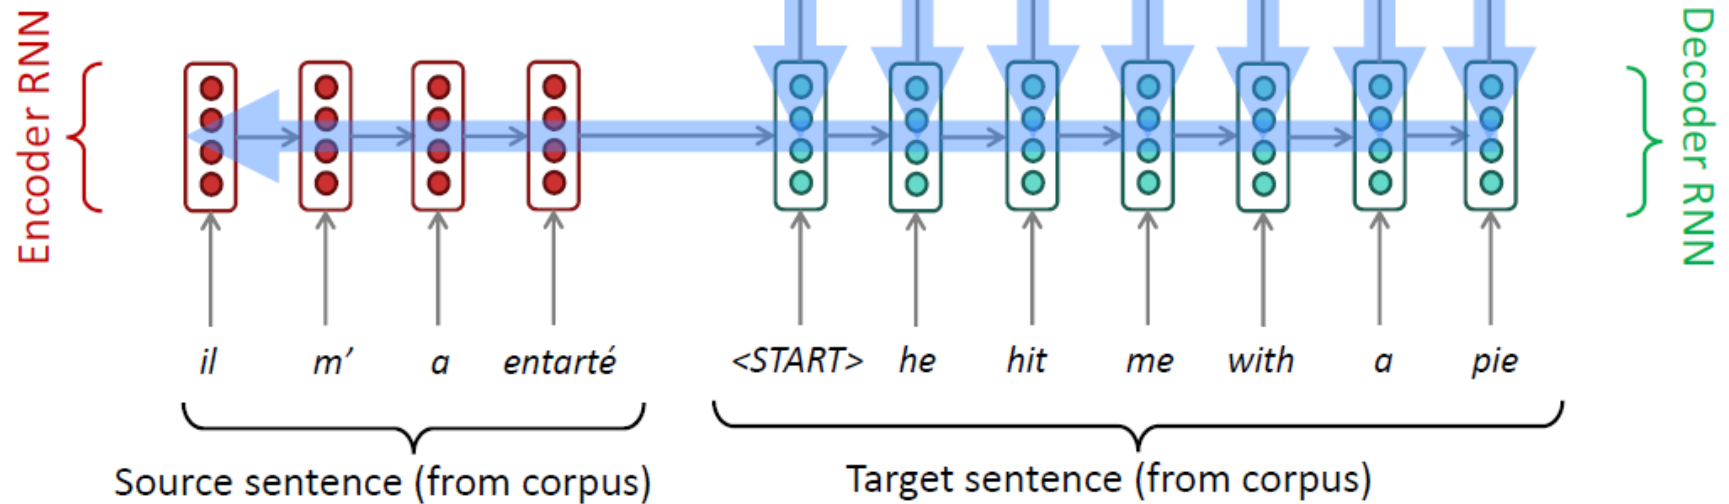 Encoder RNN
Decoder RNN
il m' a entarté <START> he hit me with a pie
Source sentence (from corpus) Target sentence (from corpus)